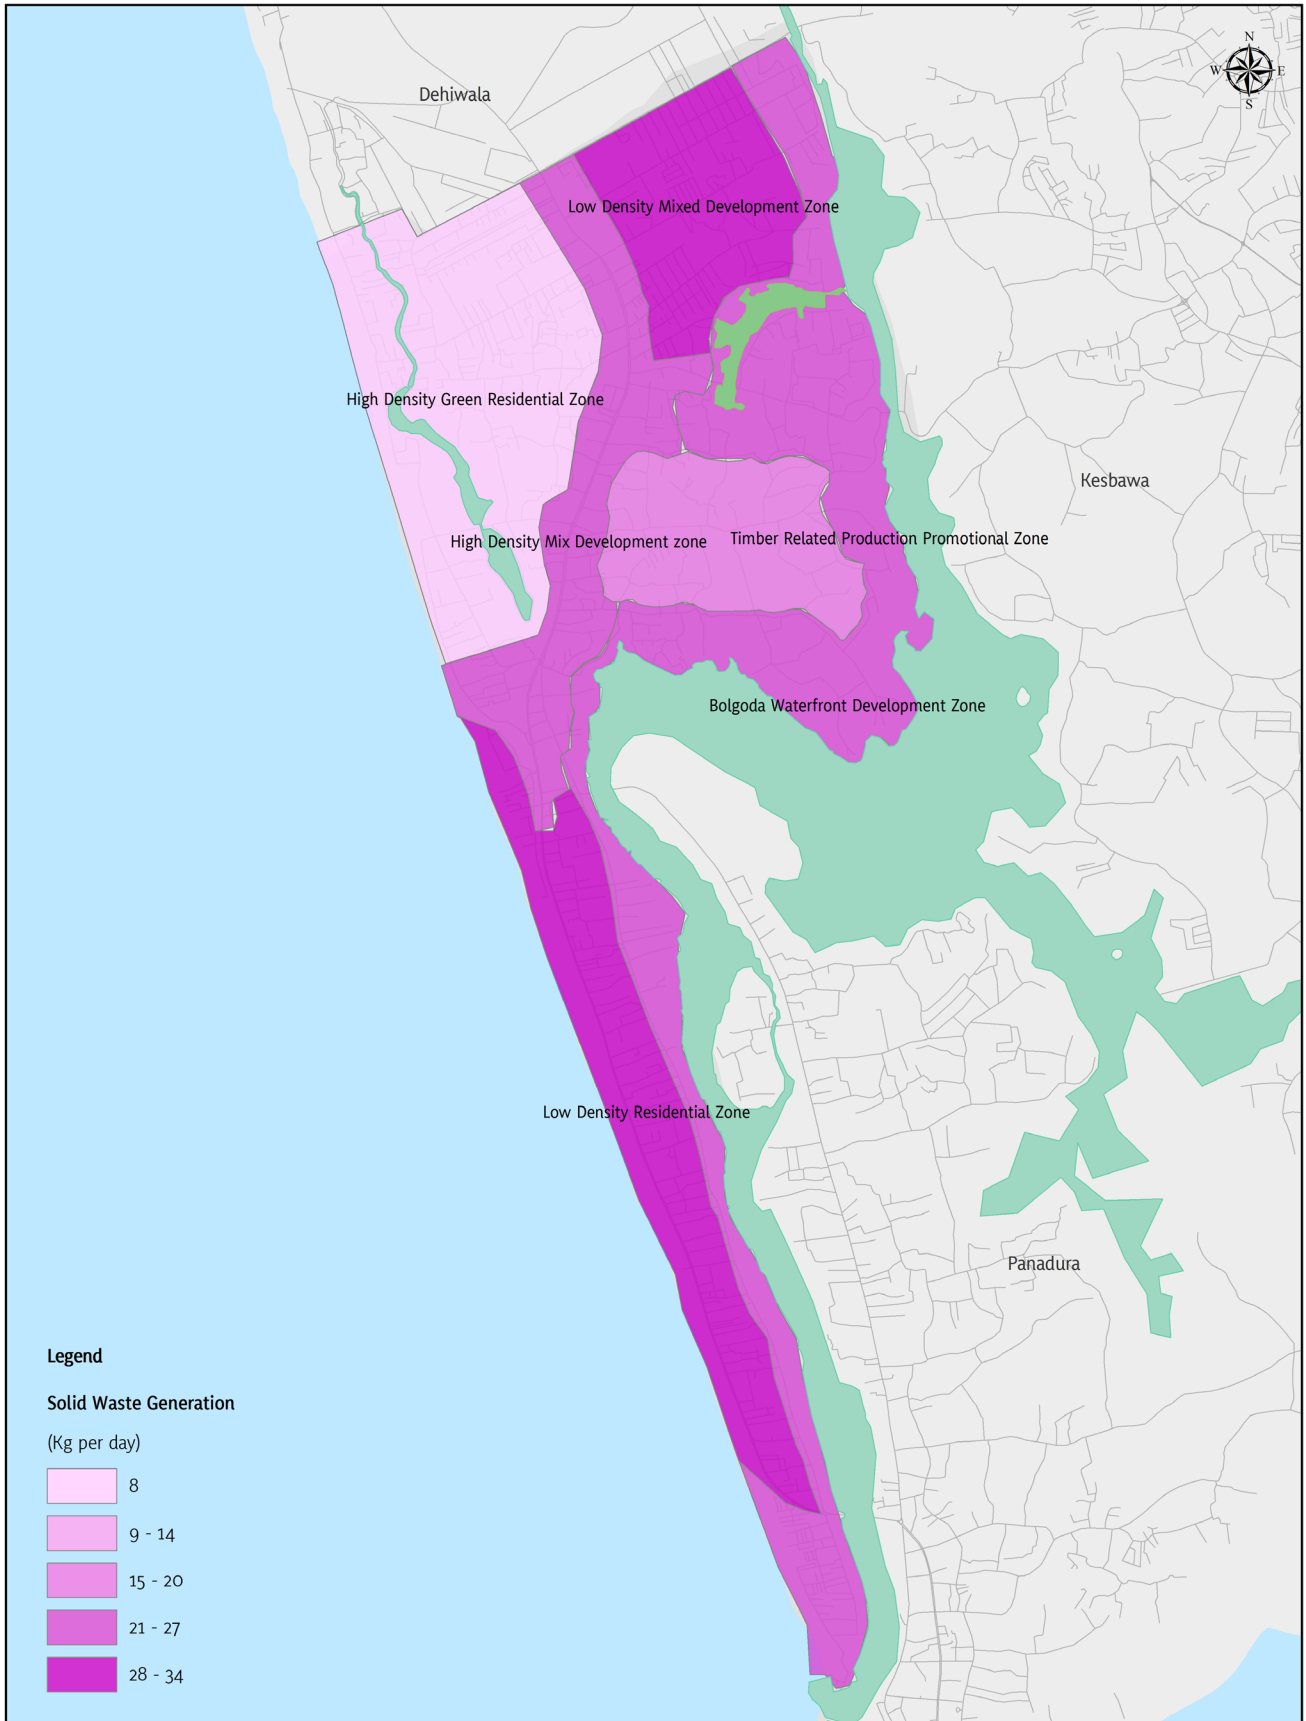 N
W E
S
Dehiwala
Low Density Mixed Development Zone
High Density Green Residential Zone
Kesbawa
High Density Mix Development zone
Timber Related Production Promotional Zone
Bolgoda Waterfront Development Zone
Low Density Residential Zone
Panadura
Legend
Solid Waste Generation
(Kg per day)
8
9 - 14
15 - 20
21 - 27
28 - 34